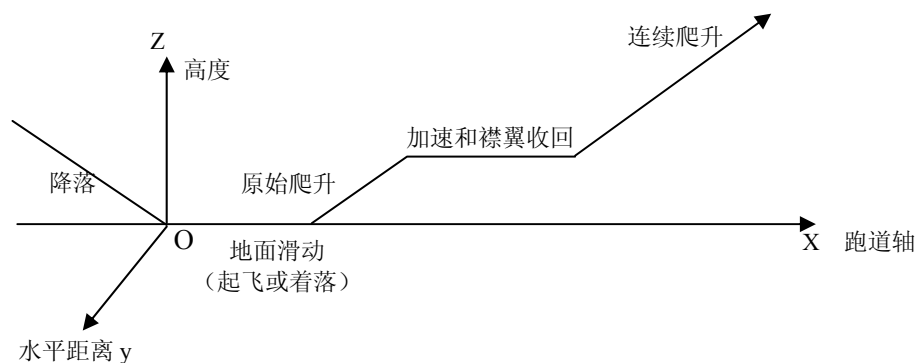 连续爬升
Z
高度
加速和襟翼收回
降落
原始爬升
O
地面滑动
（起飞或着落）
X 跑道轴
水平距离 y